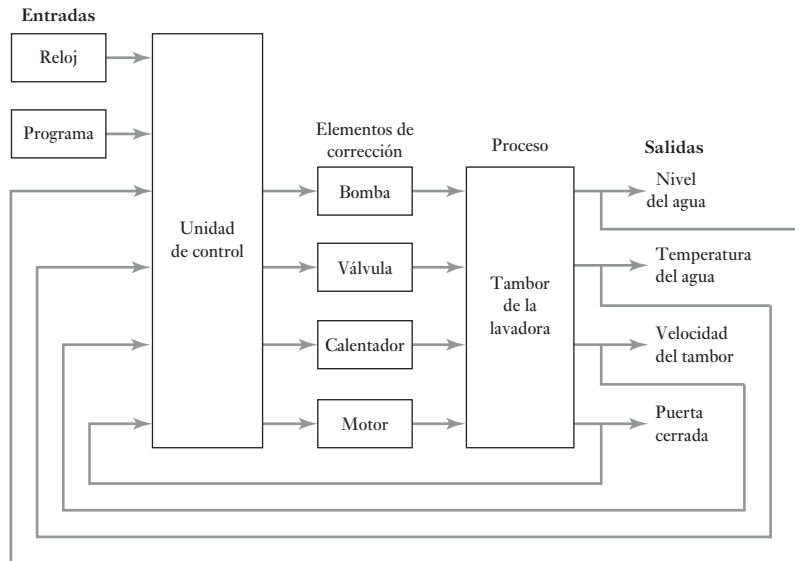 Entradas
Reloj
Programa
Unidad
de control
Elementos de
corrección
Bomba
Válvula
Calentador
Motor
Proceso
Tambor
de la
lavadora
Salidas
Nivel
del agua
Temperatura
del agua
Velocidad
del tambor
Puerta
cerrada